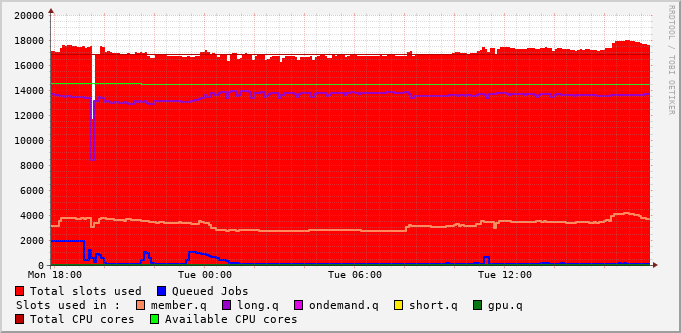 20000
18000
16000
14000
12000
10000
8000
6000
4000
2000
0
Mon 18:00 Tue 00:00 Tue 06:00 Tue 12:00
Total slots used Queued Jobs
Slots used in : member.q long.q ondemand.q short.q gpu.q
Total CPU cores Available CPU cores
RRDTOOL / TOBI OETIKER